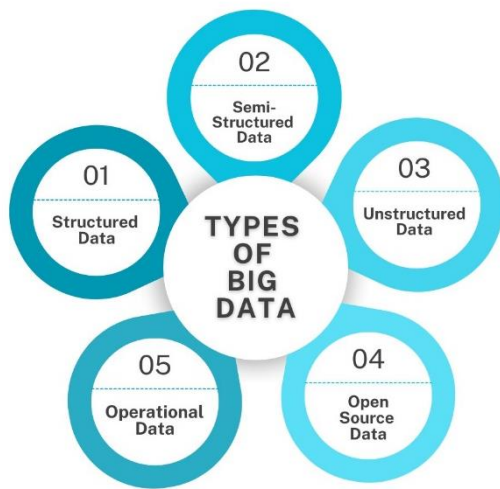 TYPES
OF
BIG
DATA
01
Structured
Data
02
Semi-
Structured
Data
03
Unstructured
Data
04
Open
Source
Data
05
Operational
Data